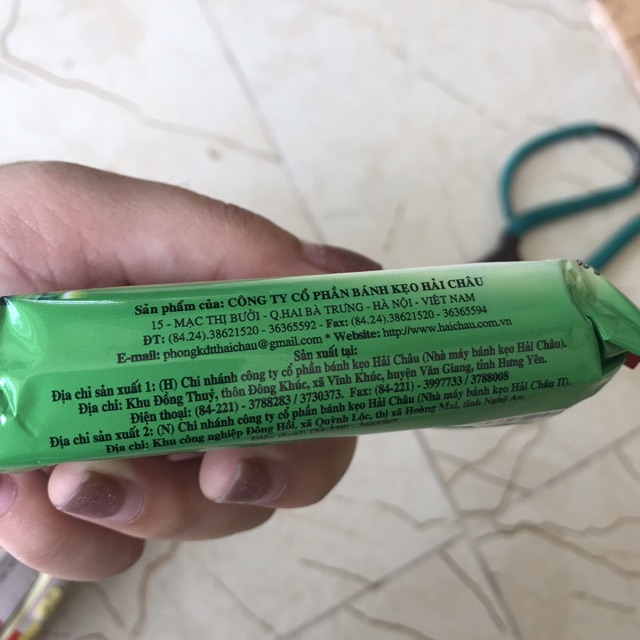 Sản phẩm của: CÔNG TY CỔ PHẦN BÁNH KẸO HẢI CHÂU
15 - MẠC THỊ BƯỞI - Q.HAI BÀ TRƯNG - HÀ NỘI - VIỆT NAM
ĐT: (84.24).38621520 - 36365592 - Fax: (84.24).38621520 - 36365594
E-mail: phongkdtthaichau@gmail.com * Website: http://www.haichau.com.vn
Sản xuất tại:
Địa chỉ sản xuất 1: (H) Chi nhánh công ty cổ phần bánh kẹo Hải Châu (Nhà máy bánh kẹo Hải Châu).
Địa chỉ: Khu Đồng Thuỷ, thôn Đông Khúc, xã Vĩnh Khúc, huyện Văn Giang, tỉnh Hưng Yên.
Điện thoại: (84-221) - 3788283 / 3730373. Fax: (84-221) - 3997733 / 3788008
Địa chỉ sản xuất 2: (N) Chi nhánh công ty cổ phần bánh kẹo Hải Châu (Nhà máy bánh kẹo Hải Châu II).
Địa chỉ: Khu công nghiệp Đông Hồi, xã Quỳnh Lộc, thị xã Hoàng Mai, tỉnh Nghệ An.